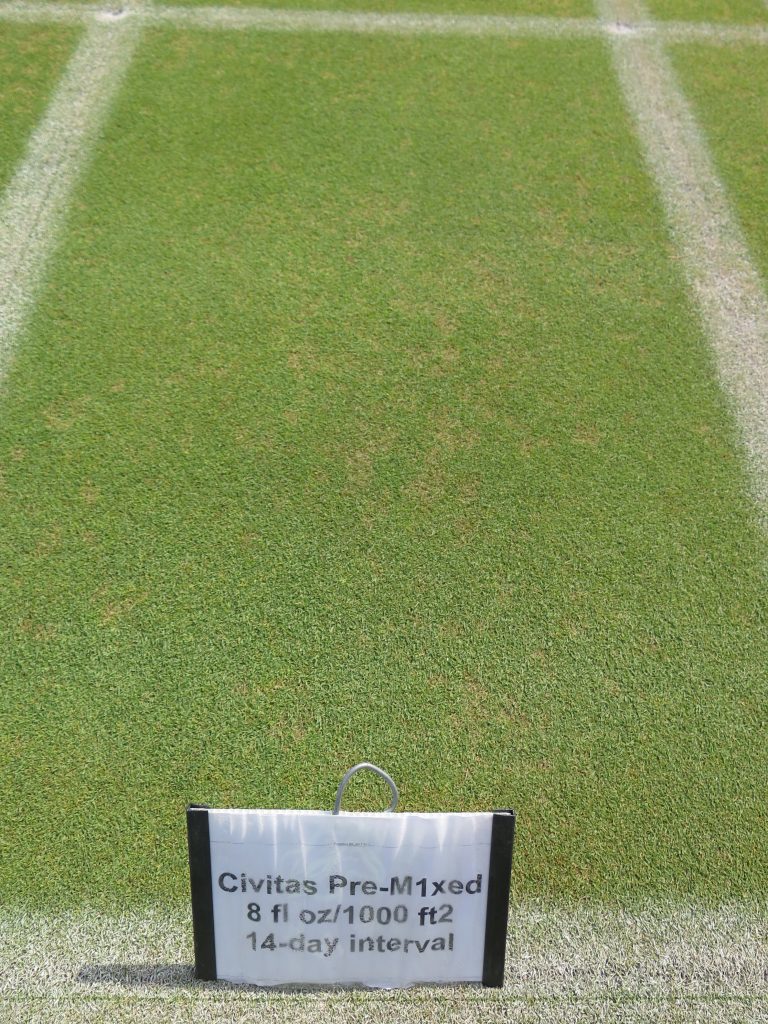 Civitas Pre-M1xed
8 fl oz/1000 ft2
14-day interval